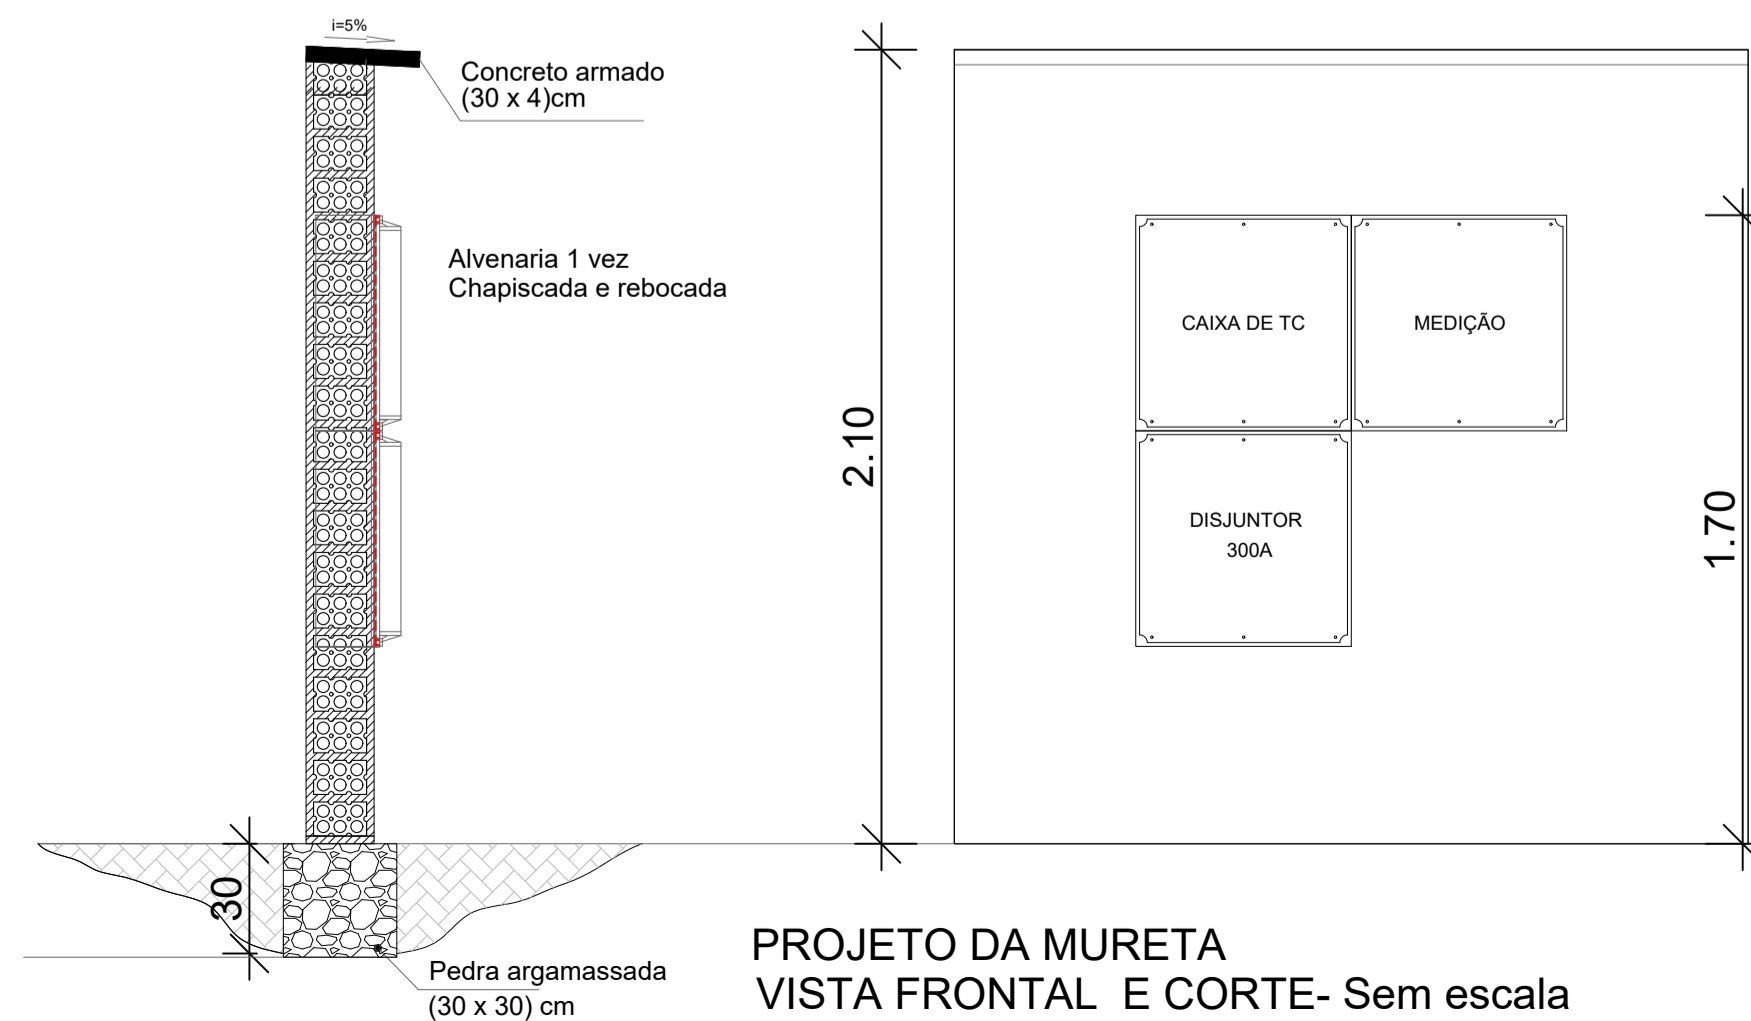 i=5%
Concreto armado
(30 x 4)cm
Alvenaria 1 vez
Chapiscada e rebocada
30
Pedra argamassada
(30 x 30) cm
2.10
CAIXA DE TC
MEDIÇÃO
DISJUNTOR
300A
1.70
PROJETO DA MURETA
VISTA FRONTAL E CORTE- Sem escala